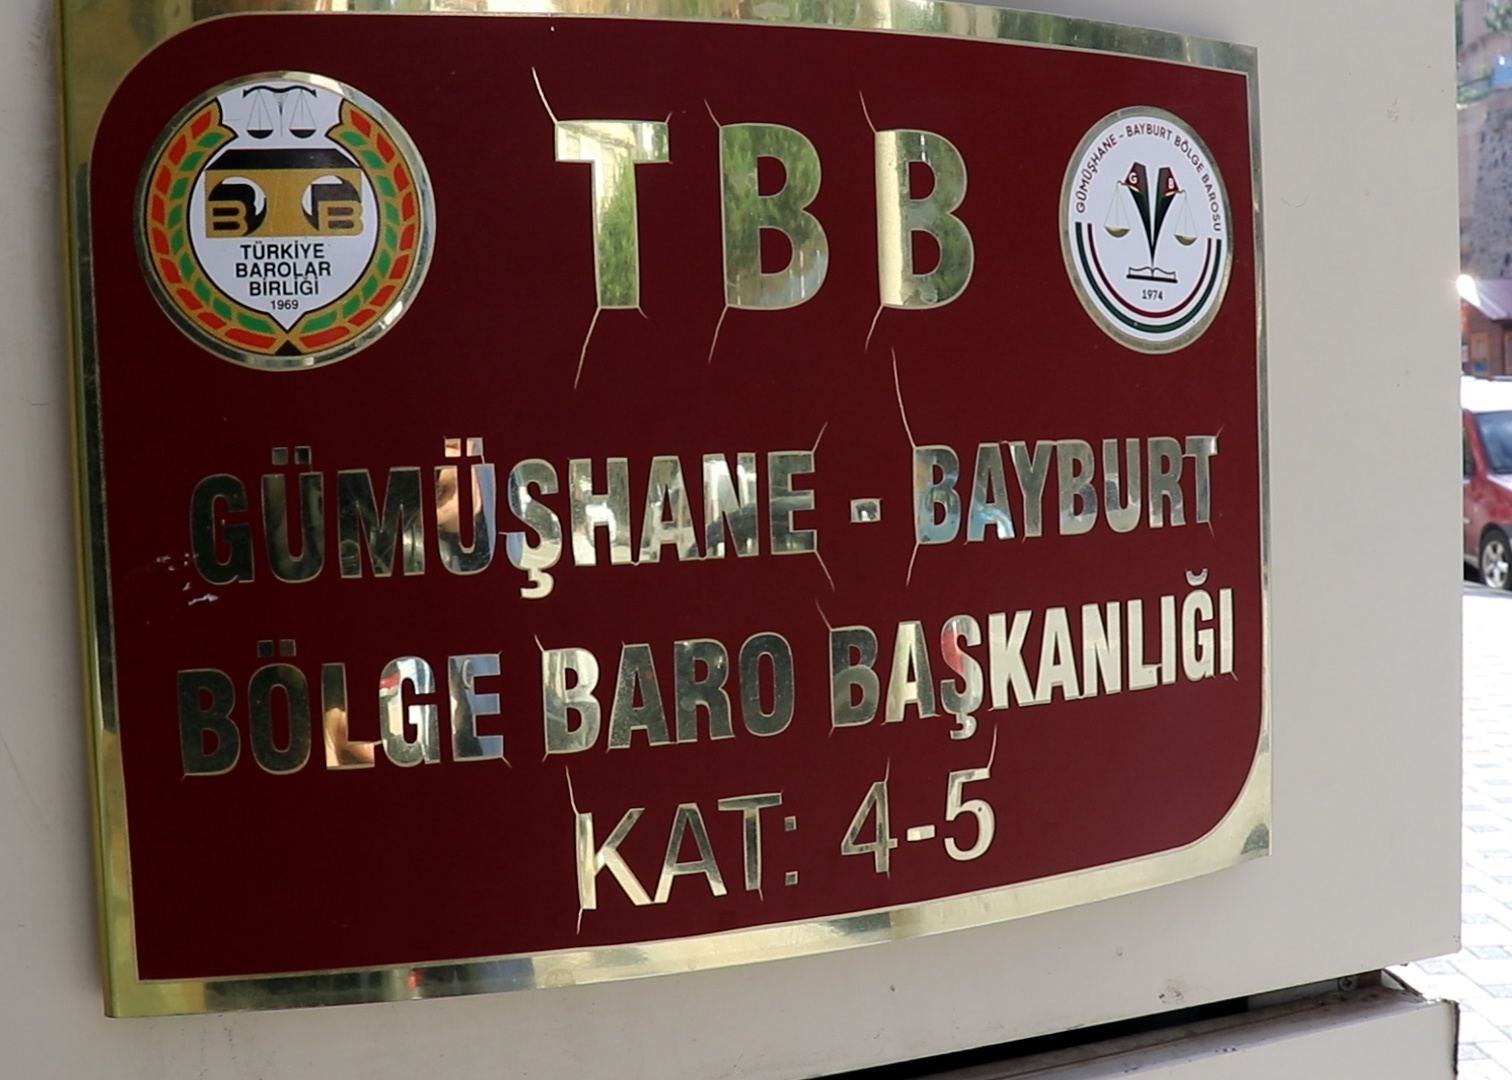 TBB
TÜRKİYE
BAROLAR
BİRLİĞİ
1969
T B B
GÜMÜŞHANE - BAYBURT BÖLGE BAROSU
G B
1974
GÜMÜŞHANE - BAYBURT
BÖLGE BARO BAŞKANLIĞI
KAT: 4-5